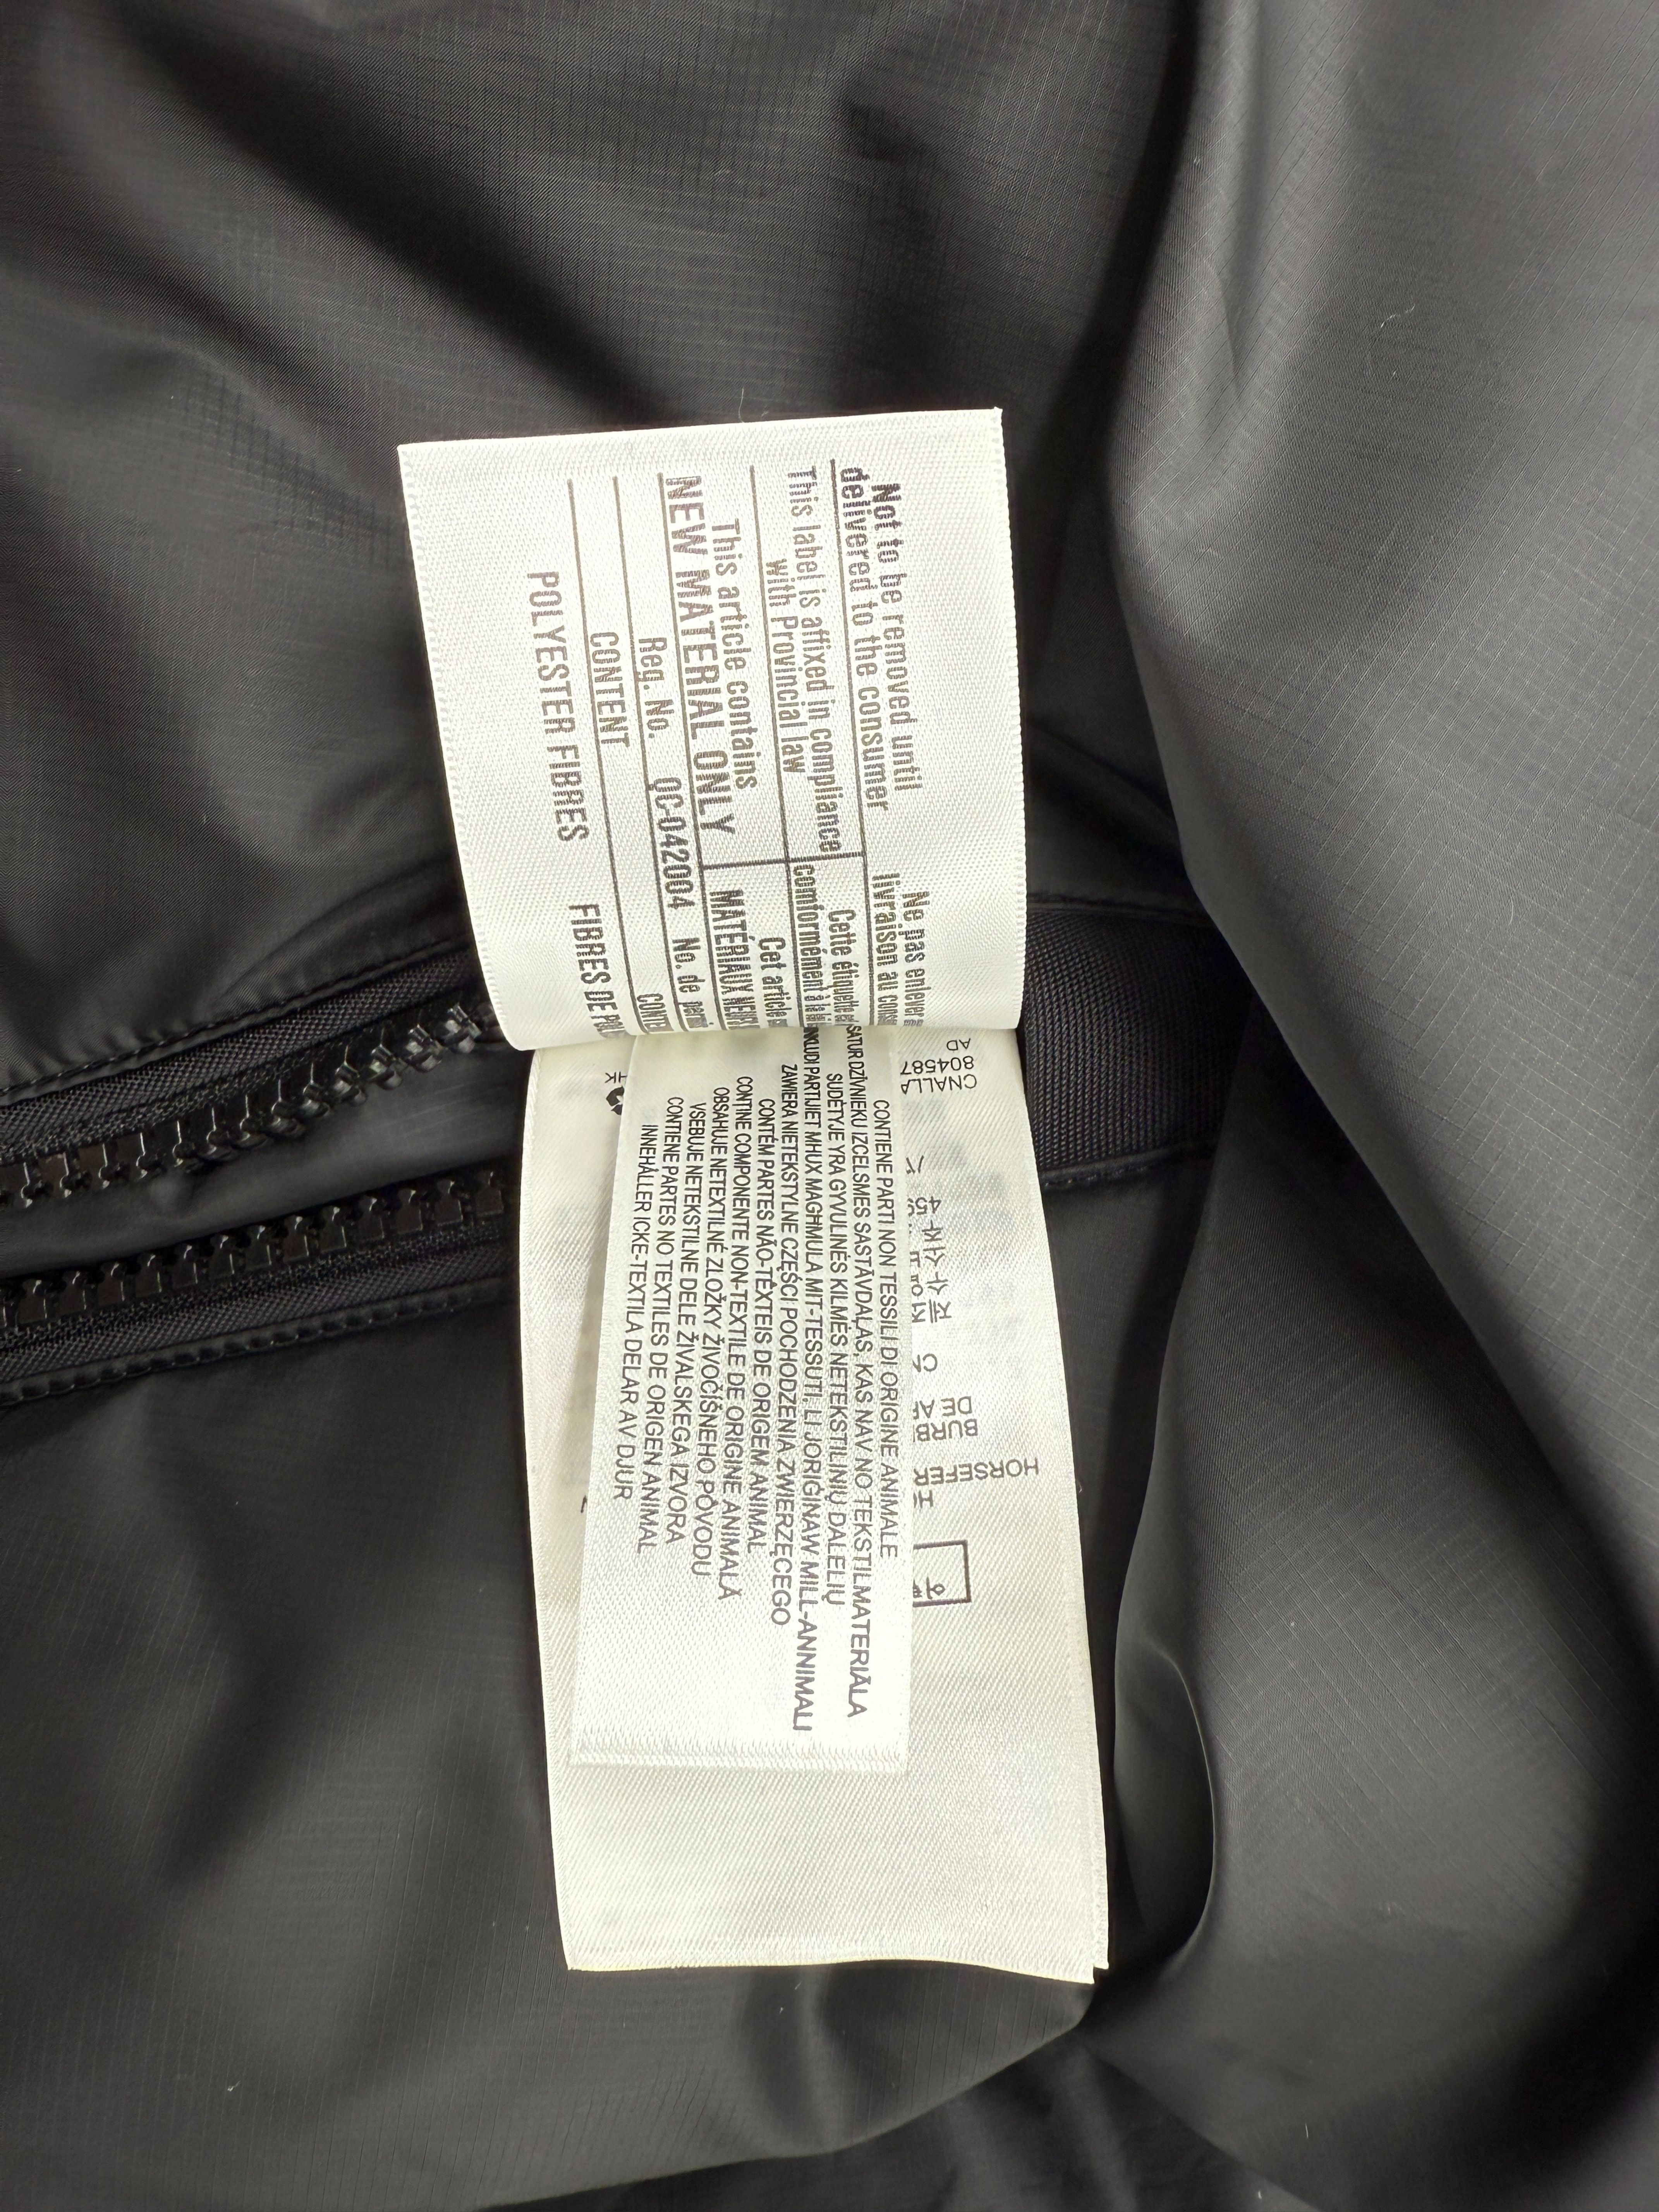 Not to be removed until
delivered to the consumer
Ne pas enlever
livraison au
This label is affixed in compliance
with Provincial law
Cette étiquette
conformément à
This article contains
NEW MATERIAL ONLY
Cet article
MATÉRIAUX
Reg. No. QC-042004 No. de
CONTENT
POLYESTER FIBRES FIBRES DE
CONTIENE PARTI NON TESSILI DI ORIGINE ANIMALE
SATUR DZĪVNIEKU IZCELSMES SASTĀVDAĻAS, KAS NAV NO TEKSTILMATERIĀLA
SUDĖTYJE YRA GYVULINĖS KILMĖS NETEKSTILINIŲ DALELIŲ
PARTIJIET MHUX MAGHMULA MIT-TESSUTI, LI JORIĠINAW MILL-ANNIMALI
ZAWIERA NIETEKSTYLNE CZĘŚCI POCHODZENIA ZWIERZĘCEGO
CONTÉM PARTES NÃO-TÊXTEIS DE ORIGEM ANIMAL
CONȚINE COMPONENTE NON-TEXTILE DE ORIGINE ANIMALĂ
OBSAHUJE NETEXTILNÉ ZLOŽKY ŽIVOČÍŠNEHO PÔVODU
VSEBUJE NETEKSTILNE DELE ŽIVALSKEGA IZVORA
CONTIENE PARTES NO TEXTILES DE ORIGEN ANIMAL
INNEHÅLLER ICKE-TEXTILA DELAR AV DJUR
HORSEFER
BURB
DE
CNALLA
804587
AD